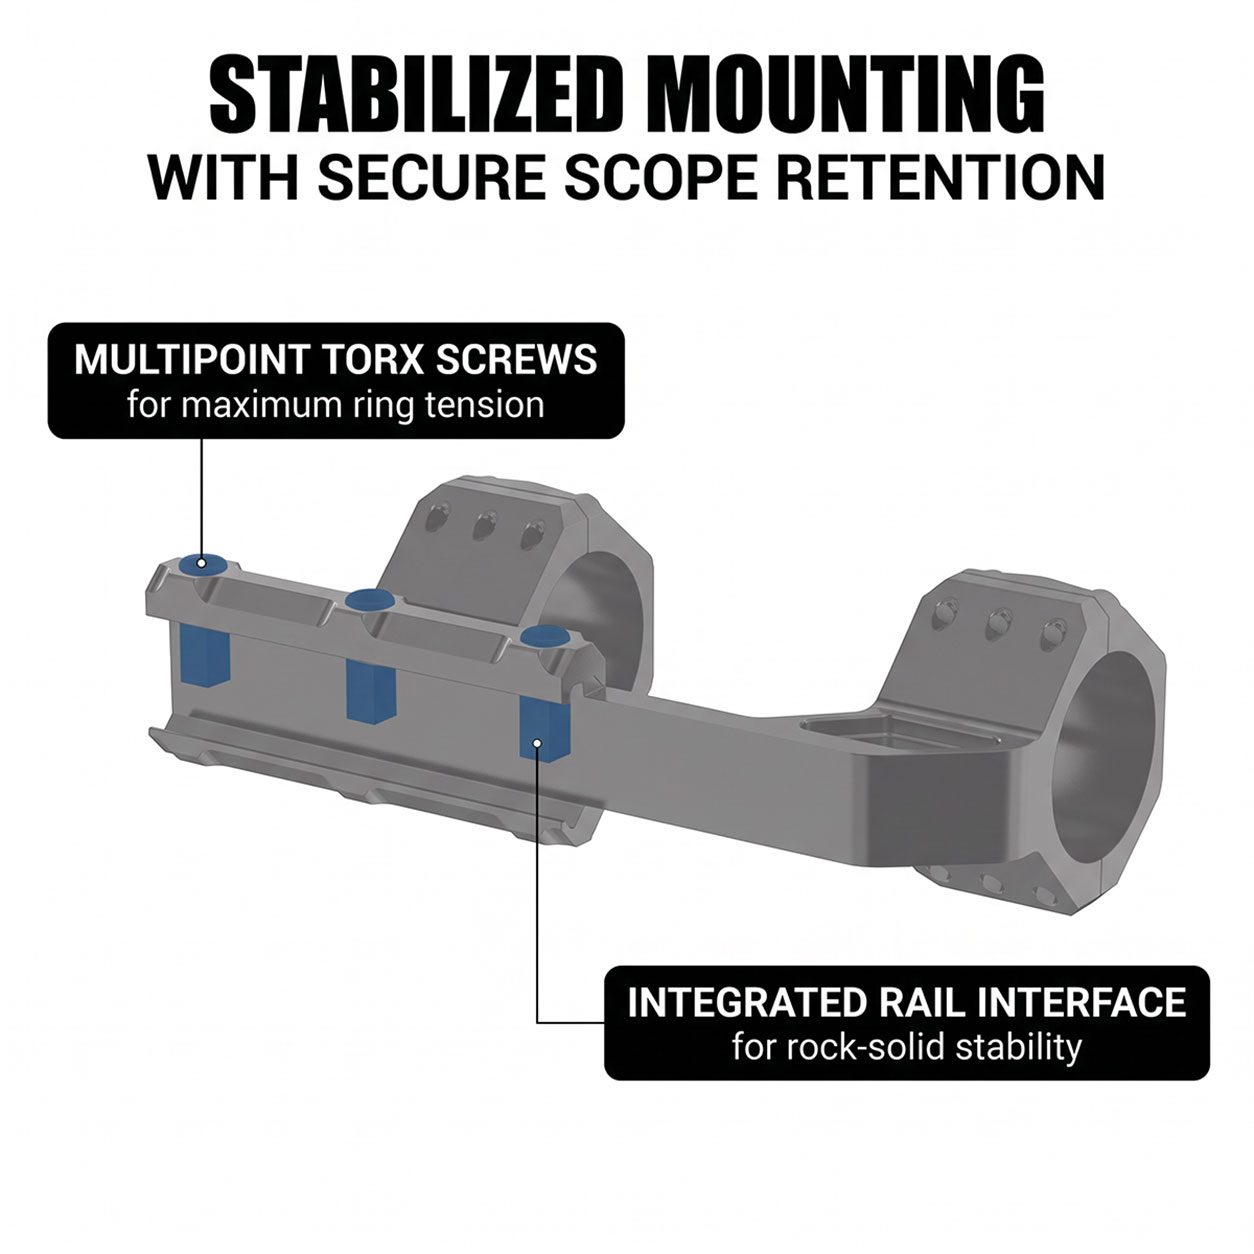 STABILIZED MOUNTING
WITH SECURE SCOPE RETENTION
MULTIPOINT TORX SCREWS
for maximum ring tension
INTEGRATED RAIL INTERFACE
for rock-solid stability